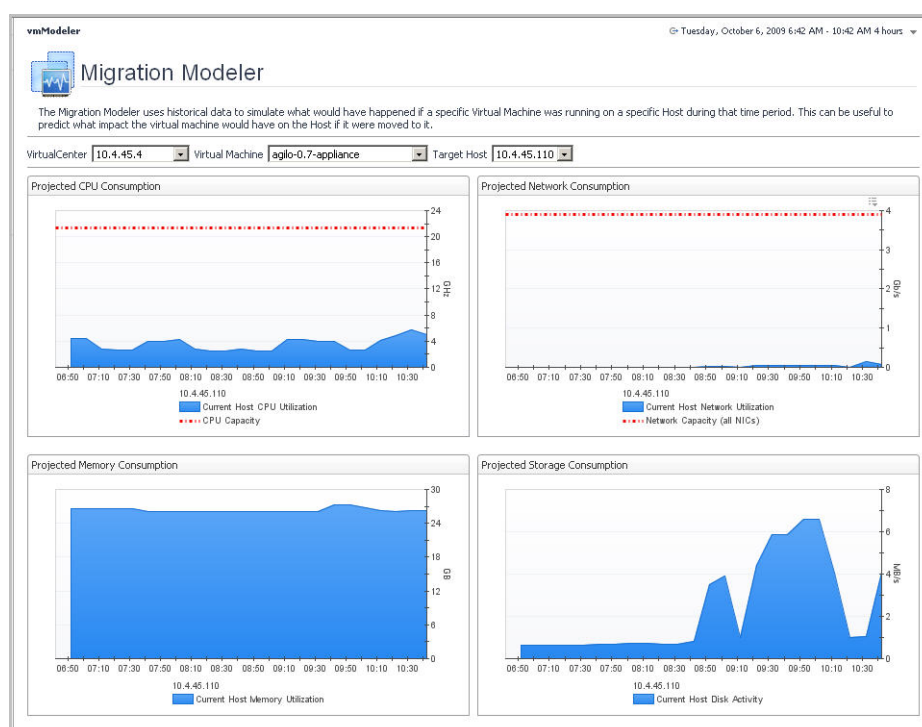 vmModeler
Tuesday, October 6, 2009 6:42 AM - 10:42 AM 4 hours
Migration Modeler
The Migration Modeler uses historical data to simulate what would have happened if a specific Virtual Machine was running on a specific Host during that time period. This can be useful to
predict what impact the virtual machine would have on the Host if it were moved to it.
VirtualCenter 10.4.45.4 Virtual Machine agilo-0.7-appliance Target Host 10.4.45.110
Projected CPU Consumption
24
20
16
12
8
4
0
GHz
06:50 07:10 07:30 07:50 08:10 08:30 08:50 09:10 09:30 09:50 10:10 10:30
10.4.45.110
Current Host CPU Utilization
CPU Capacity
Projected Network Consumption
4
3
2
1
0
Gb/s
06:50 07:10 07:30 07:50 08:10 08:30 08:50 09:10 09:30 09:50 10:10 10:30
10.4.45.110
Current Host Network Utilization
Network Capacity (all NICs)
Projected Memory Consumption
30
24
18
12
6
0
GB
06:50 07:10 07:30 07:50 08:10 08:30 08:50 09:10 09:30 09:50 10:10 10:30
10.4.45.110
Current Host Memory Utilization
Projected Storage Consumption
8
6
4
2
0
MB/s
06:50 07:10 07:30 07:50 08:10 08:30 08:50 09:10 09:30 09:50 10:10 10:30
10.4.45.110
Current Host Disk Activity